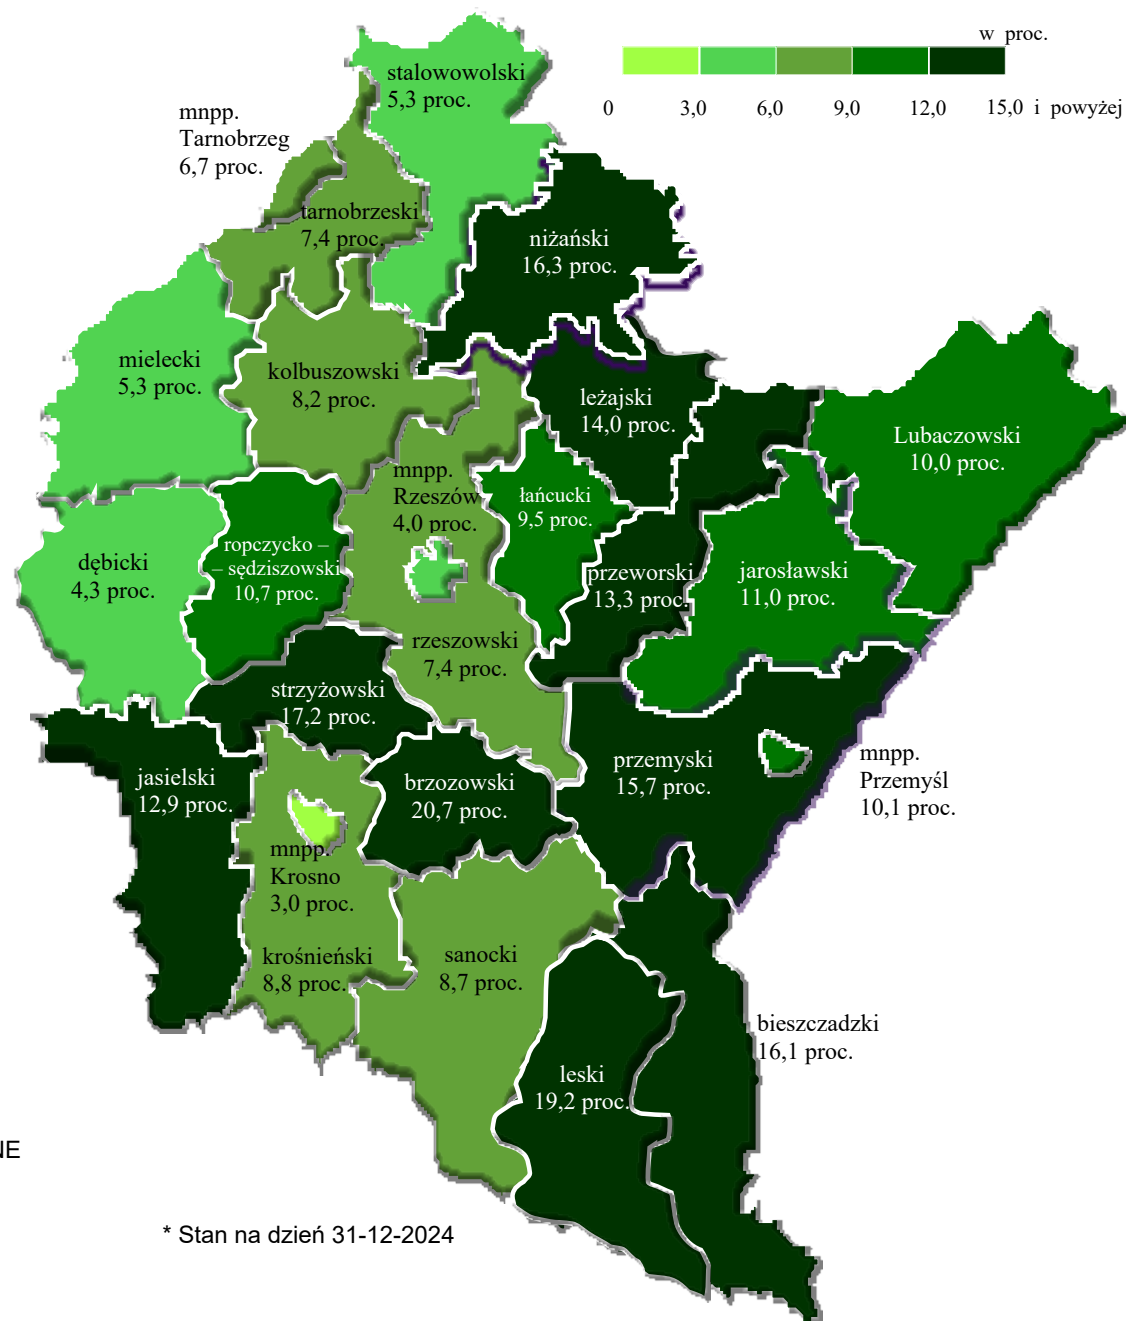 w proc.
0 3,0 6,0 9,0 12,0 15,0 i powyżej
stalowowolski
5,3 proc.
mnpp.
Tarnobrzeg
6,7 proc.
tarnobrzeski
7,4 proc.
niżański
16,3 proc.
mielecki
5,3 proc.
kolbuszowski
8,2 proc.
leżajski
14,0 proc.
Lubaczowski
10,0 proc.
mnpp.
Rzeszów
4,0 proc.
łańcucki
9,5 proc.
dębicki
4,3 proc.
ropczycko –
– sędziszowski
10,7 proc.
przeworski
13,3 proc.
jarosławski
11,0 proc.
rzeszowski
7,4 proc.
strzyżowski
17,2 proc.
jasielski
12,9 proc.
brzozowski
20,7 proc.
przemyski
15,7 proc.
mnpp.
Przemyśl
10,1 proc.
mnpp.
Krosno
3,0 proc.
krośnieński
8,8 proc.
sanocki
8,7 proc.
bieszczadzki
16,1 proc.
leski
19,2 proc.
NE
* Stan na dzień 31-12-2024